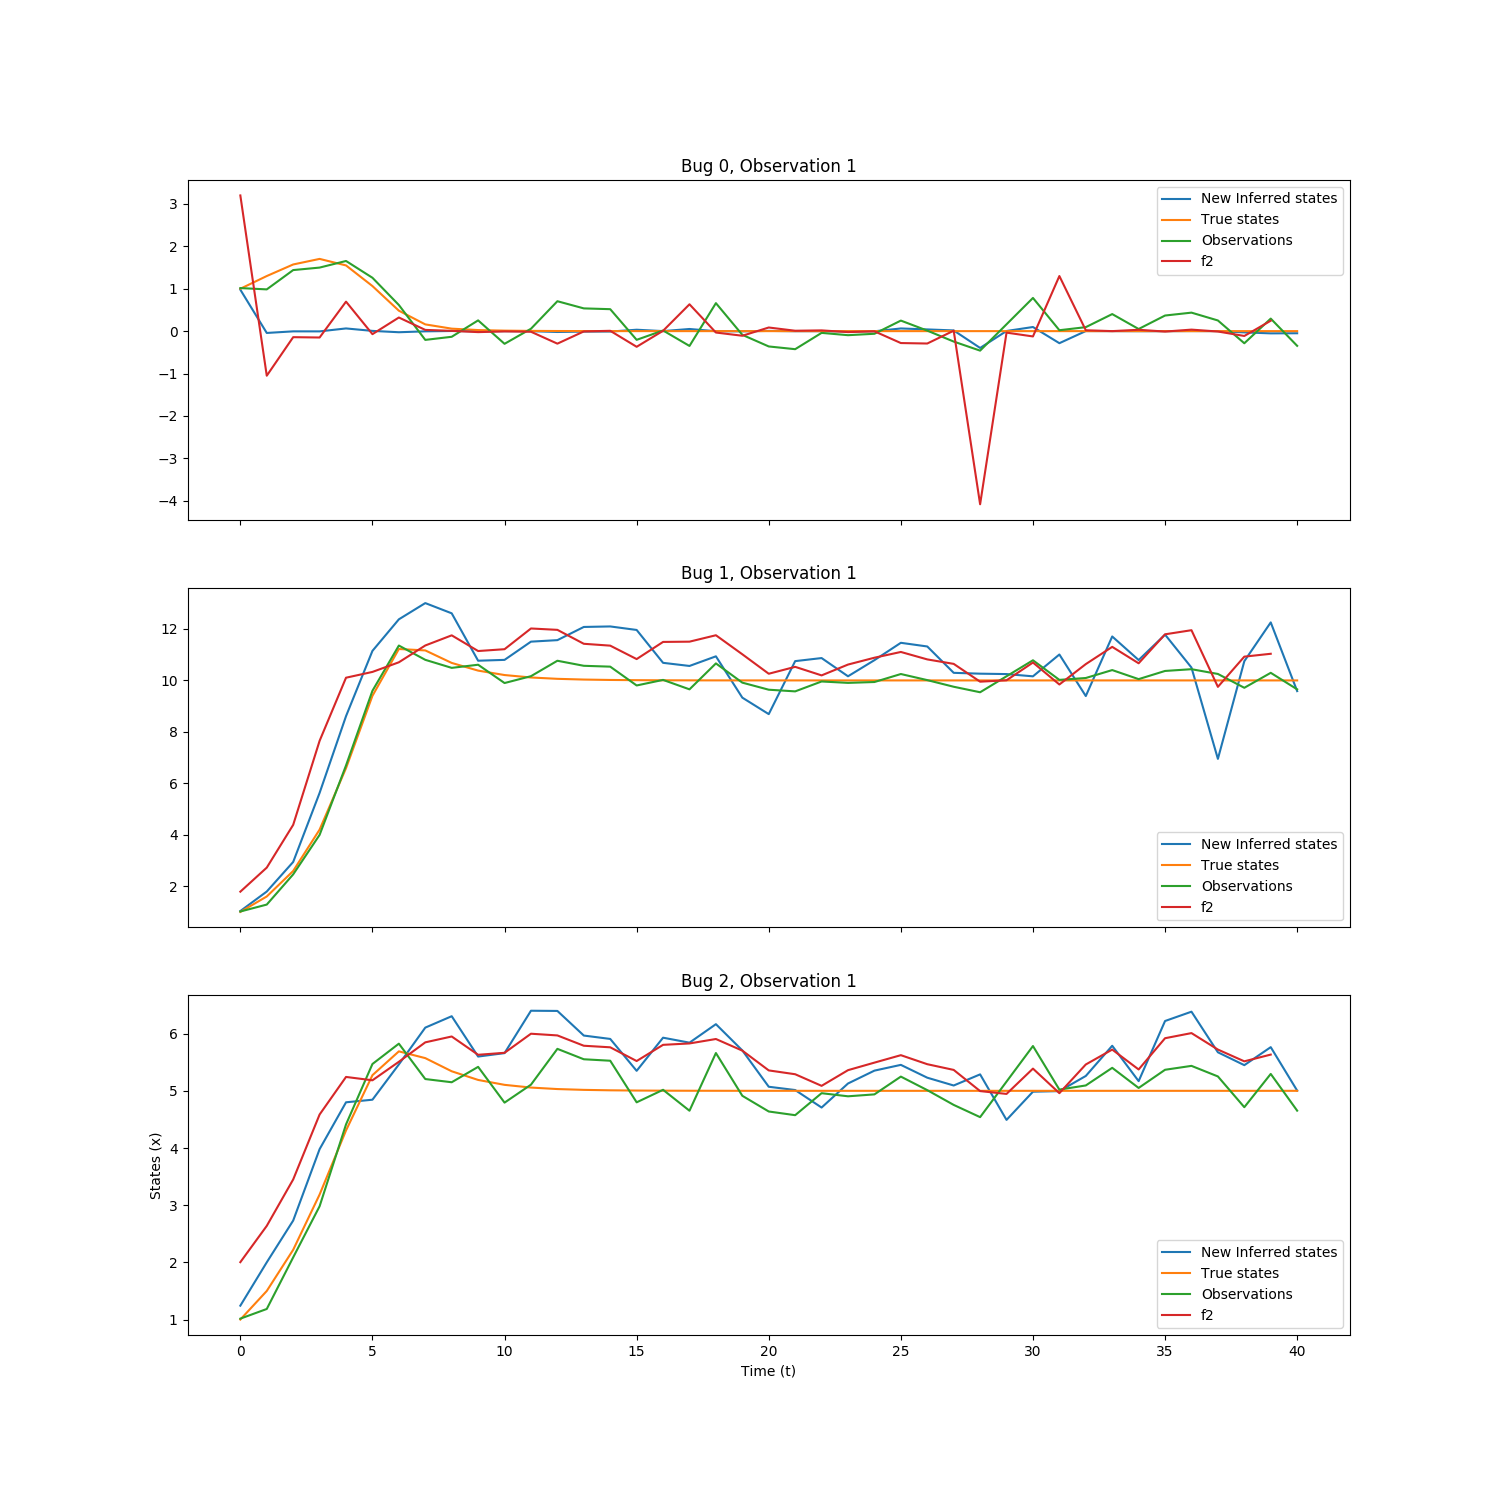 Bug 0, Observation 1
3
2
1
0
−1
−2
−3
−4
New Inferred states
True states
Observations
f2
Bug 1, Observation 1
12
10
8
6
4
2
New Inferred states
True states
Observations
f2
Bug 2, Observation 1
States (x)
6
5
4
3
2
1
New Inferred states
True states
Observations
f2
0 5 10 15 20 25 30 35 40
Time (t)